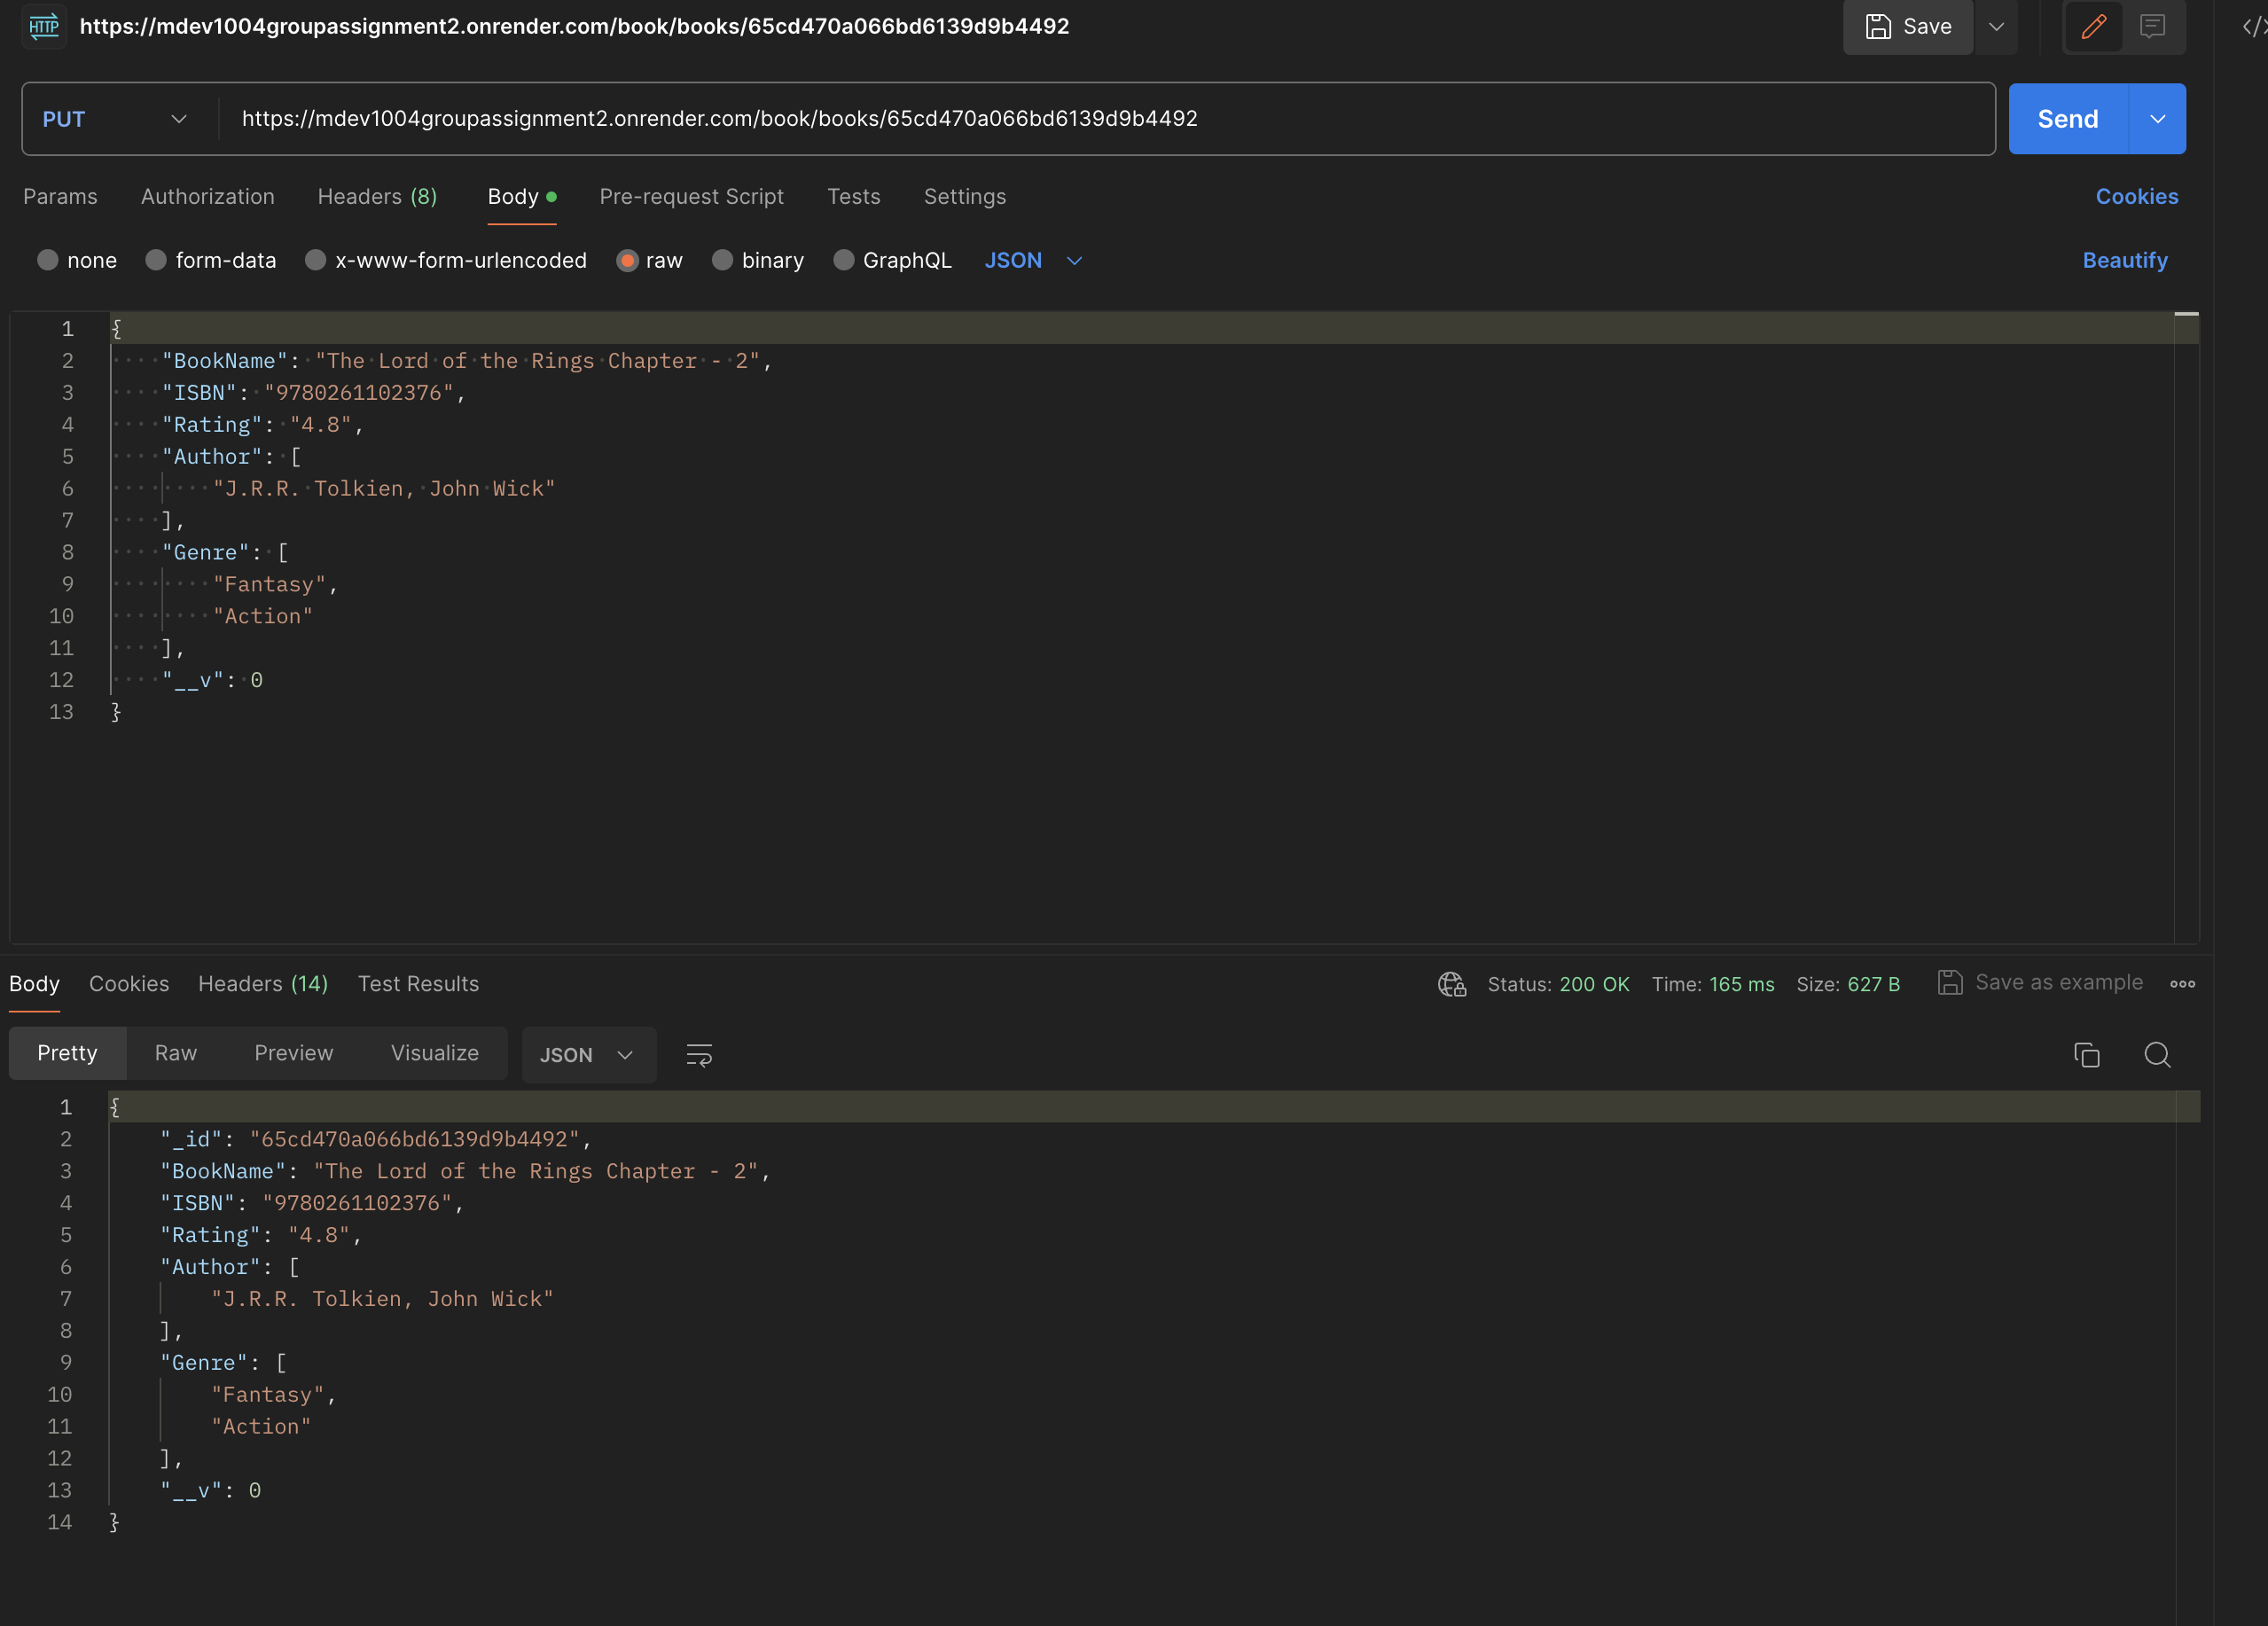 HTTP https://mdev1004groupassignment2.onrender.com/book/books/65cd470a066bd6139d9b4492 Save </>
PUT https://mdev1004groupassignment2.onrender.com/book/books/65cd470a066bd6139d9b4492 Send
Params Authorization Headers (8) Body Pre-request Script Tests Settings Cookies
none form-data x-www-form-urlencoded raw binary GraphQL JSON Beautify
1 {
2 "BookName": "The Lord of the Rings Chapter - 2",
3 "ISBN": "9780261102376",
4 "Rating": "4.8",
5 "Author": [
6 "J.R.R. Tolkien, John Wick"
7 ],
8 "Genre": [
9 "Fantasy",
10 "Action"
11 ],
12 "__v": 0
13 }
Body Cookies Headers (14) Test Results Status: 200 OK Time: 165 ms Size: 627 B Save as example
Pretty Raw Preview Visualize JSON
1 {
2 "_id": "65cd470a066bd6139d9b4492",
3 "BookName": "The Lord of the Rings Chapter - 2",
4 "ISBN": "9780261102376",
5 "Rating": "4.8",
6 "Author": [
7 "J.R.R. Tolkien, John Wick"
8 ],
9 "Genre": [
10 "Fantasy",
11 "Action"
12 ],
13 "__v": 0
14 }